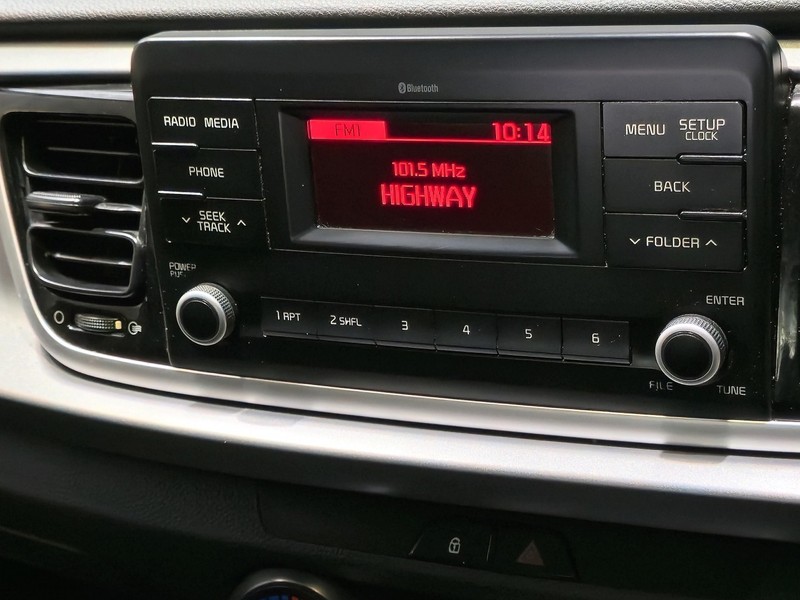 Bluetooth
RADIO MEDIA
PHONE
SEEK
TRACK
POWER
FM1
10:14
101.5 MHz
HIGHWAY
MENU
SETUP
CLOCK
BACK
FOLDER
1 RPT
2 SHFL
3
4
5
6
ENTER
FILE
TUNE